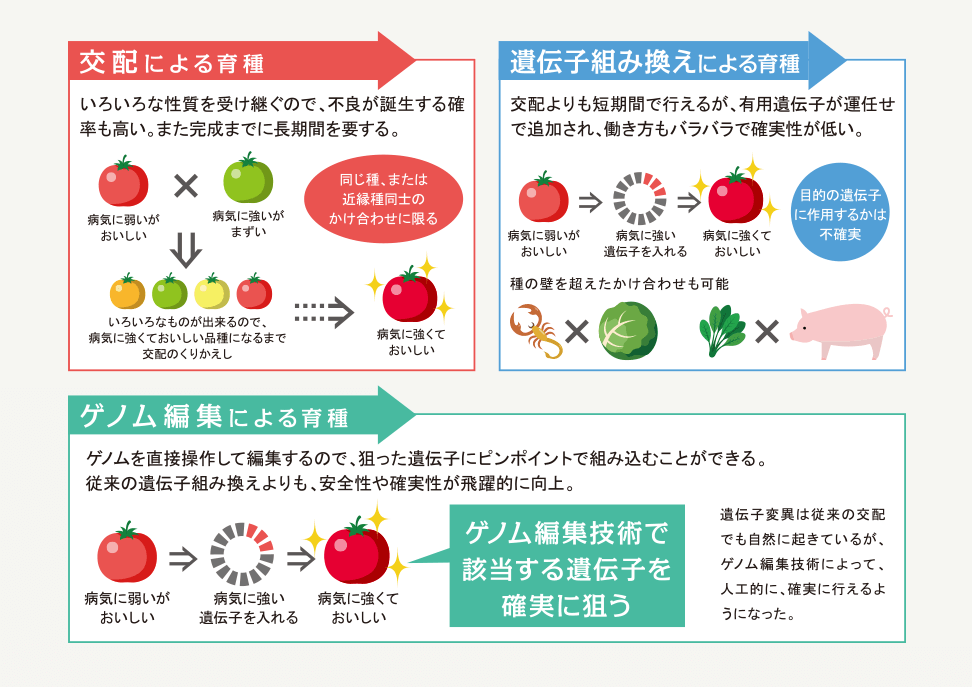 交配による育種
いろいろな性質を受け継ぐので、不良が誕生する確
率も高い。また完成までに長期間を要する。
病気に弱いが
おいしい
病気に強いが
まずい
同じ種、または
近縁種同士の
かけ合わせに限る
いろいろなものが出来るので、
病気に強くておいしい品種になるまで
交配のくりかえし
病気に強くて
おいしい
遺伝子組み換えによる育種
交配よりも短期間で行えるが、有用遺伝子が運任せ
で追加され、働き方もバラバラで確実性が低い。
病気に弱いが
おいしい
病気に強い
遺伝子を入れる
病気に強くて
おいしい
目的の遺伝子
に作用するかは
不確実
種の壁を超えたかけ合わせも可能
ゲノム編集による育種
ゲノムを直接操作して編集するので、狙った遺伝子にピンポイントで組み込むことができる。
従来の遺伝子組み換えよりも、安全性や確実性が飛躍的に向上。
病気に弱いが
おいしい
病気に強い
遺伝子を入れる
病気に強くて
おいしい
ゲノム編集技術で
該当する遺伝子を
確実に狙う
遺伝子変異は従来の交配
でも自然に起きているが、
ゲノム編集技術によって、
人工的に、確実に行えるよ
うになった。